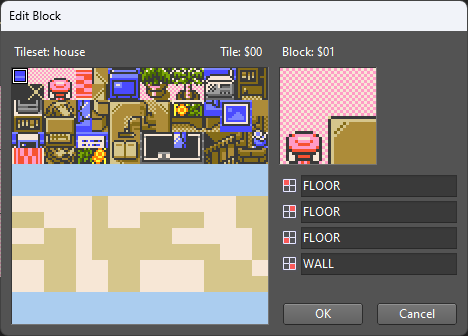 Edit Block
Tileset: house Tile: $00 Block: $01
FLOOR
FLOOR
FLOOR
WALL
OK Cancel